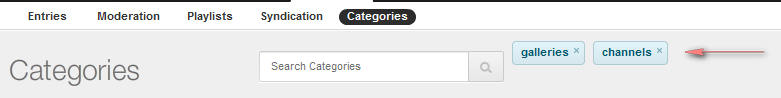 Entries Moderation Playlists Syndication Categories
Categories Search Categories galleries × channels ×